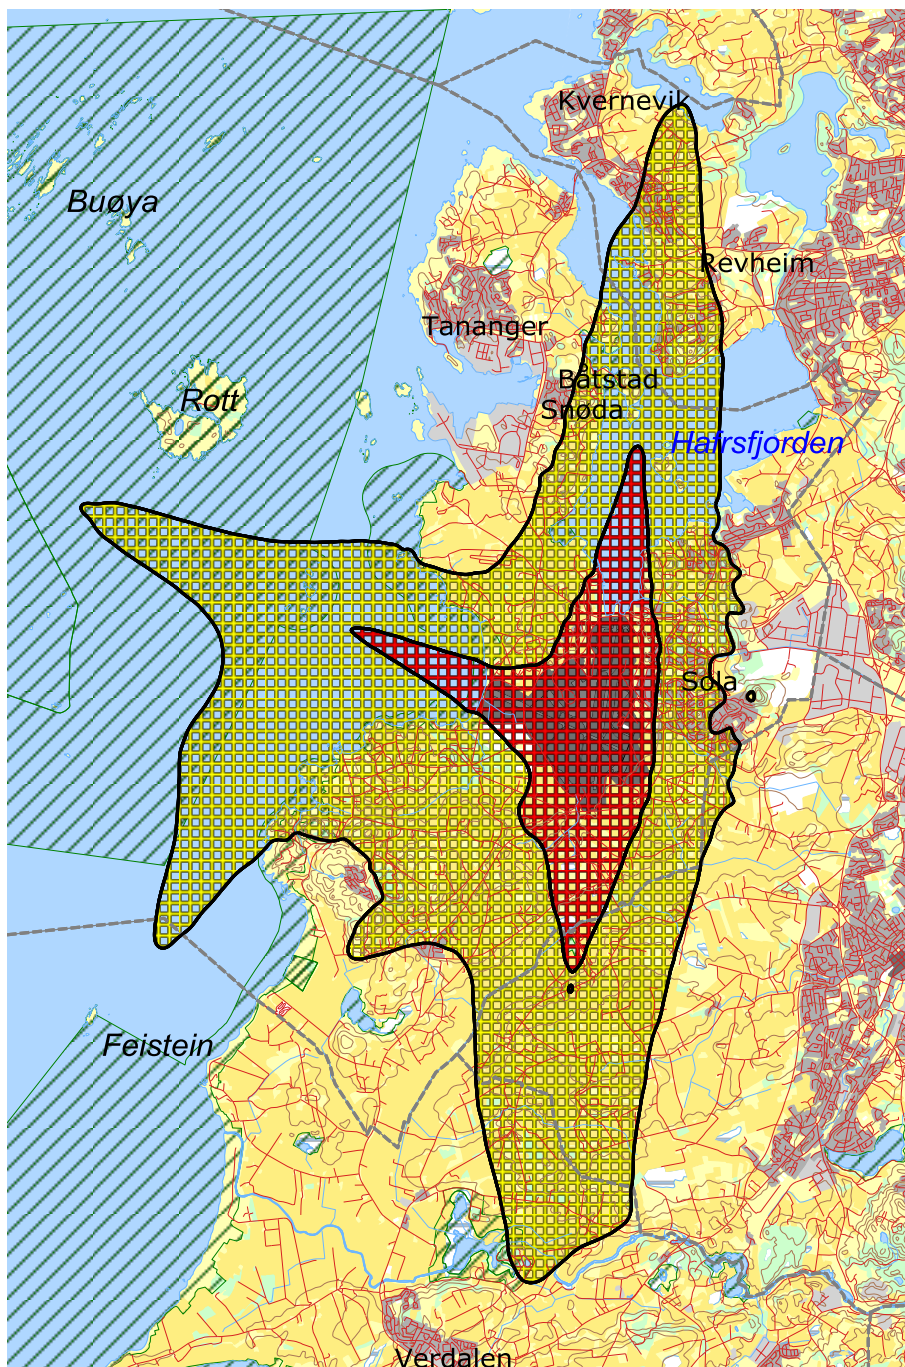 Kvernevik
Buøya
Revheim
Tananger
Båtstad
Rott
Snøda
Hafrsfjorden
Sola
Feistein
Verdalen